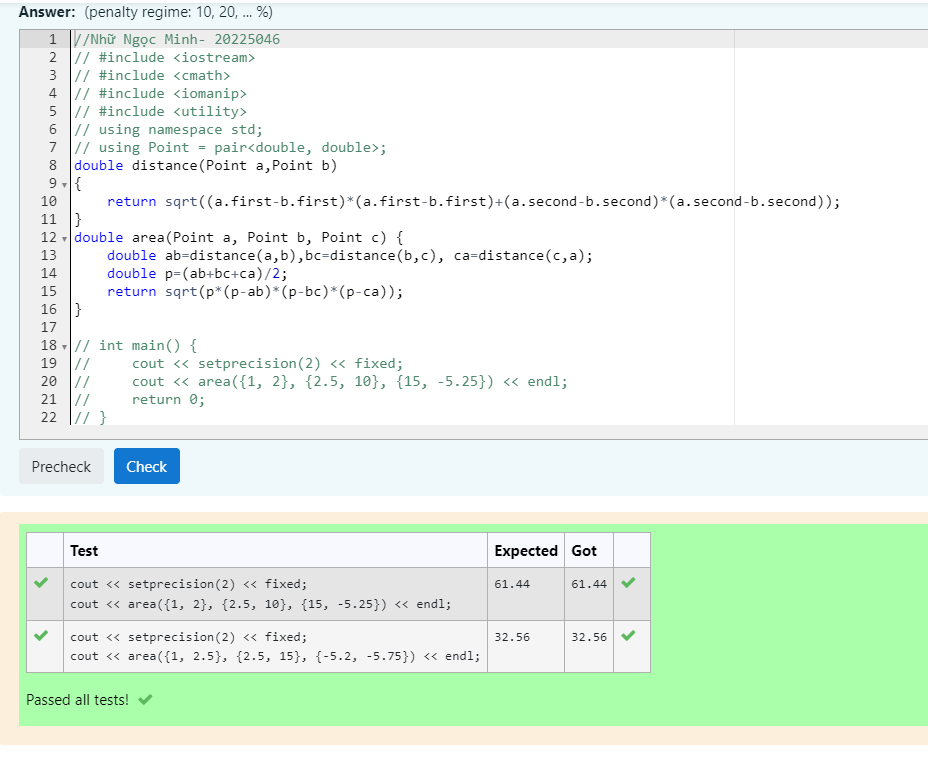 Answer: (penalty regime: 10, 20, ... %)
1 //Nhữ Ngọc Minh- 20225046
2 // #include <iostream>
3 // #include <cmath>
4 // #include <iomanip>
5 // #include <utility>
6 // using namespace std;
7 // using Point = pair<double, double>;
8 double distance(Point a,Point b)
9 {
10 return sqrt((a.first-b.first)*(a.first-b.first)+(a.second-b.second)*(a.second-b.second));
11 }
12 double area(Point a, Point b, Point c) {
13 double ab=distance(a,b),bc=distance(b,c), ca=distance(c,a);
14 double p=(ab+bc+ca)/2;
15 return sqrt(p*(p-ab)*(p-bc)*(p-ca));
16 }
17
18 // int main() {
19 // cout << setprecision(2) << fixed;
20 // cout << area({1, 2}, {2.5, 10}, {15, -5.25}) << endl;
21 // return 0;
22 // }
Precheck Check
Test Expected Got
cout << setprecision(2) << fixed; 61.44 61.44
cout << area({1, 2}, {2.5, 10}, {15, -5.25}) << endl;
cout << setprecision(2) << fixed; 32.56 32.56
cout << area({1, 2.5}, {2.5, 15}, {-5.2, -5.75}) << endl;
Passed all tests!